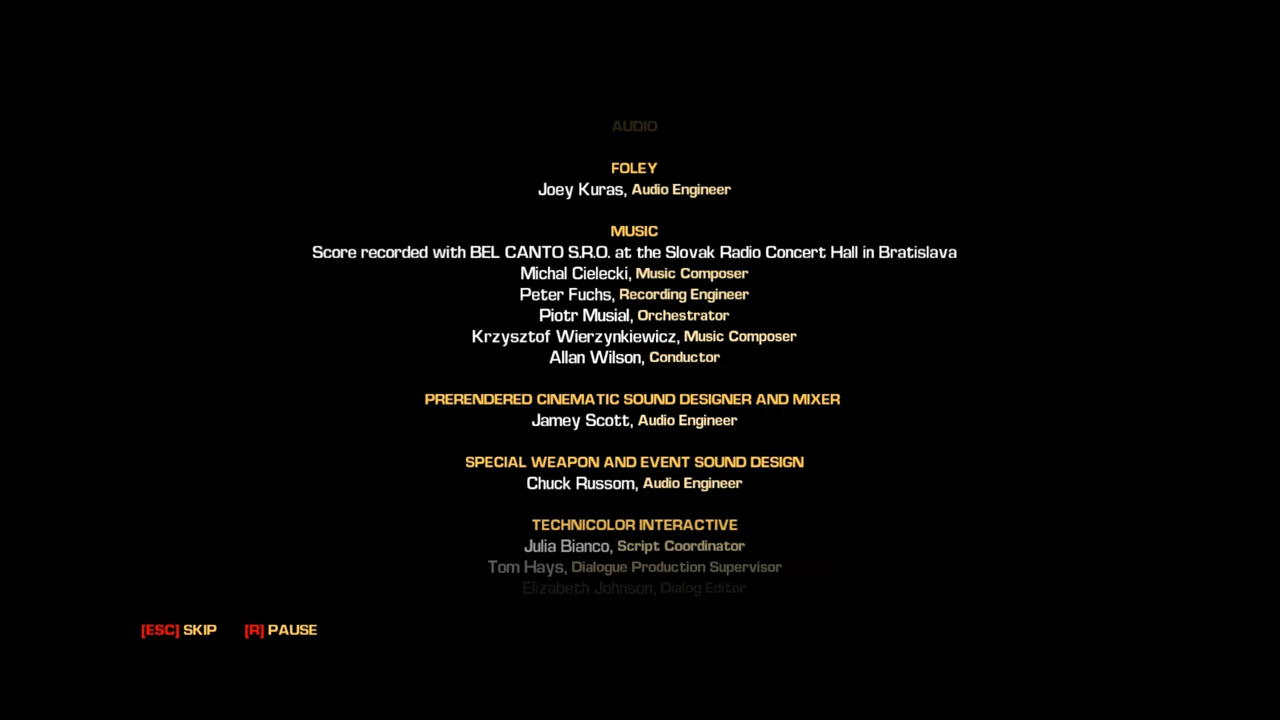 AUDIO
FOLEY
Joey Kuras, Audio Engineer
MUSIC
Score recorded with BEL CANTO S.R.O. at the Slovak Radio Concert Hall in Bratislava
Michal Cielecki, Music Composer
Peter Fuchs, Recording Engineer
Piotr Musial, Orchestrator
Krzysztof Wierzynkiewicz, Music Composer
Allan Wilson, Conductor
PRERENDERED CINEMATIC SOUND DESIGNER AND MIXER
Jamey Scott, Audio Engineer
SPECIAL WEAPON AND EVENT SOUND DESIGN
Chuck Russom, Audio Engineer
TECHNICOLOR INTERACTIVE
Julia Bianco, Script Coordinator
Tom Hays, Dialogue Production Supervisor
Elizabeth Johnson, Dialog Editor
[ESC] SKIP [R] PAUSE